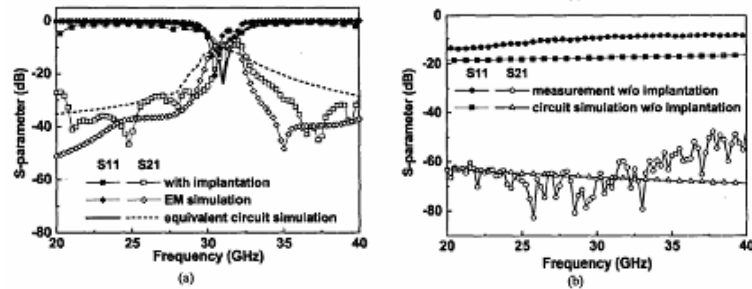 0
-20
-40
-60
-80
S-parameter (dB)
S11 S21
with implantation
EM simulation
equivalent circuit simulation
20 25 30 35 40
Frequency (GHz)
(a)
0
-20
-40
-60
-80
S-parameter (dB)
S11 S21
measurement w/o implantation
circuit simulation w/o implantation
20 25 30 35 40
Frequency (GHz)
(b)